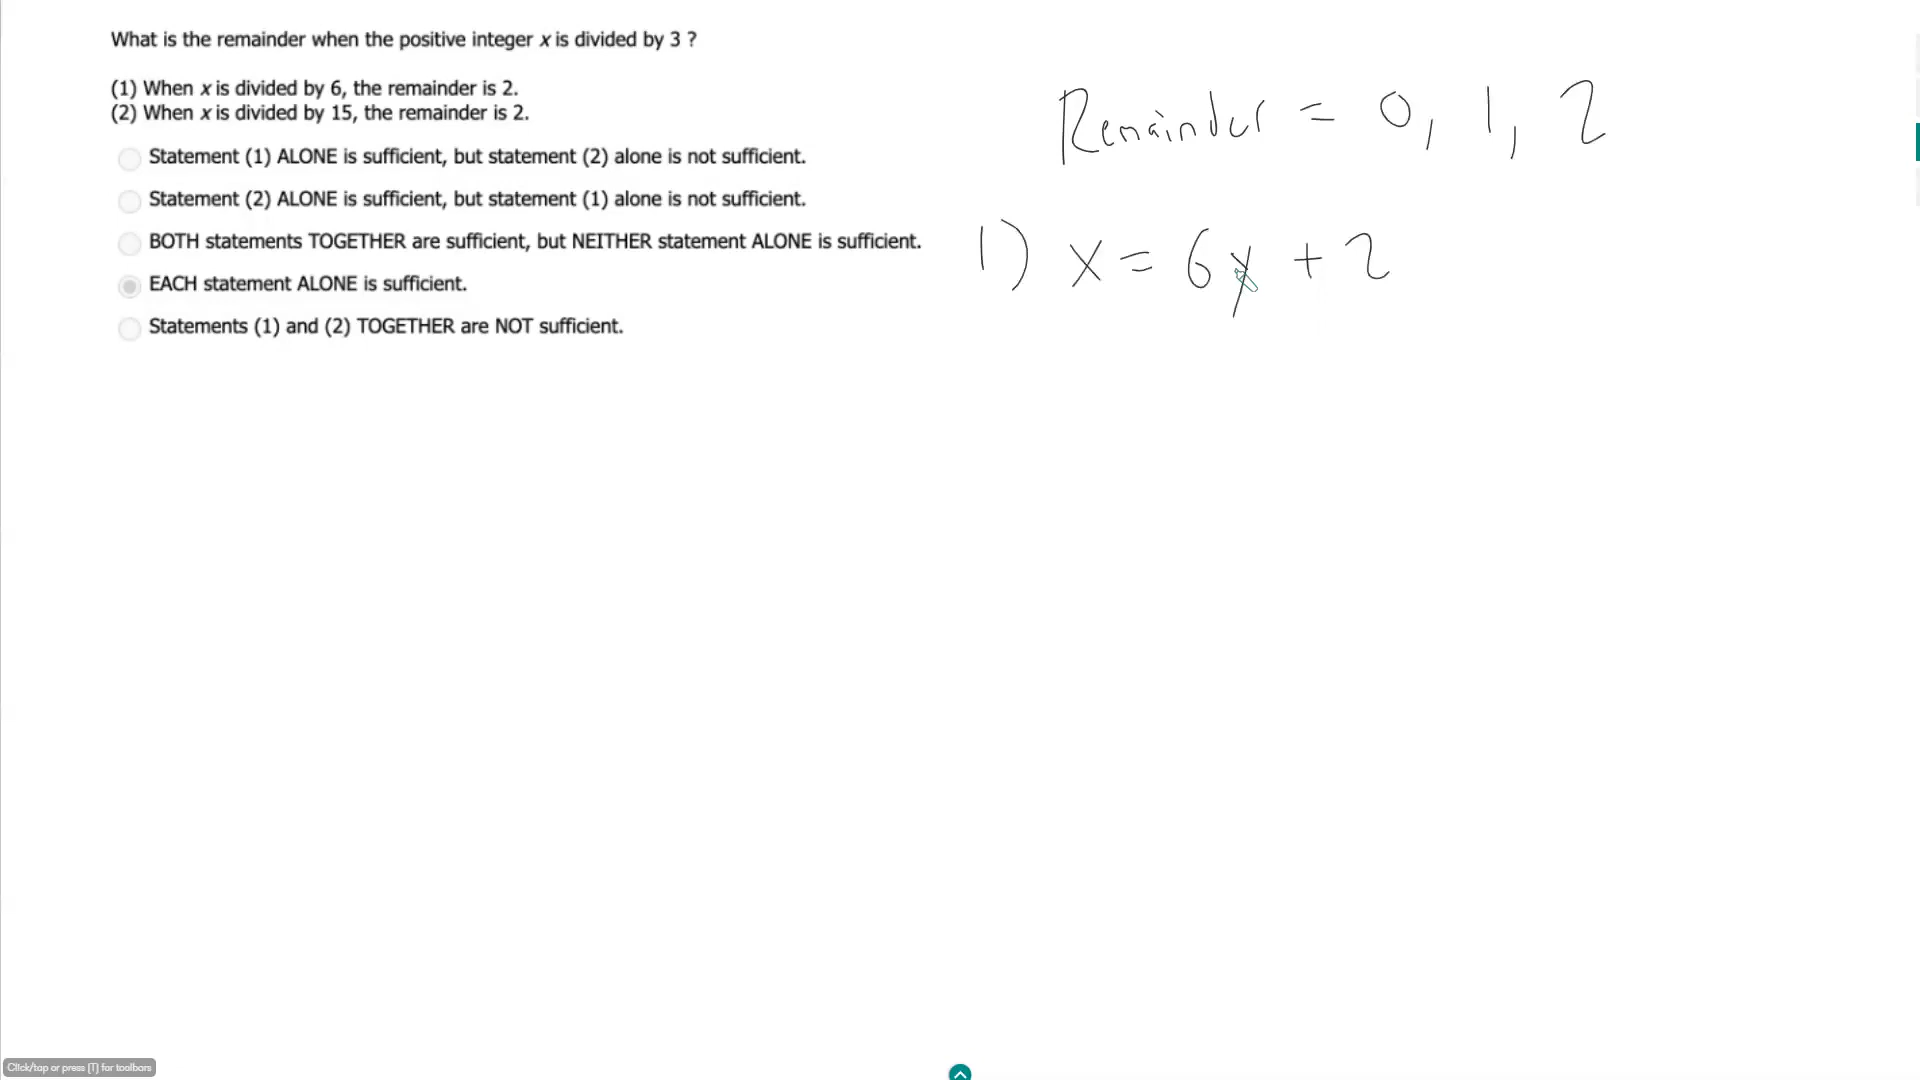 What is the remainder when the positive integer x is divided by 3 ?
(1) When x is divided by 6, the remainder is 2.
(2) When x is divided by 15, the remainder is 2.
Statement (1) ALONE is sufficient, but statement (2) alone is not sufficient.
Statement (2) ALONE is sufficient, but statement (1) alone is not sufficient.
BOTH statements TOGETHER are sufficient, but NEITHER statement ALONE is sufficient.
EACH statement ALONE is sufficient.
Statements (1) and (2) TOGETHER are NOT sufficient.
Remainder = 0, 1, 2
1) x = 6y + 2
Click/tap or press [T] for toolbars